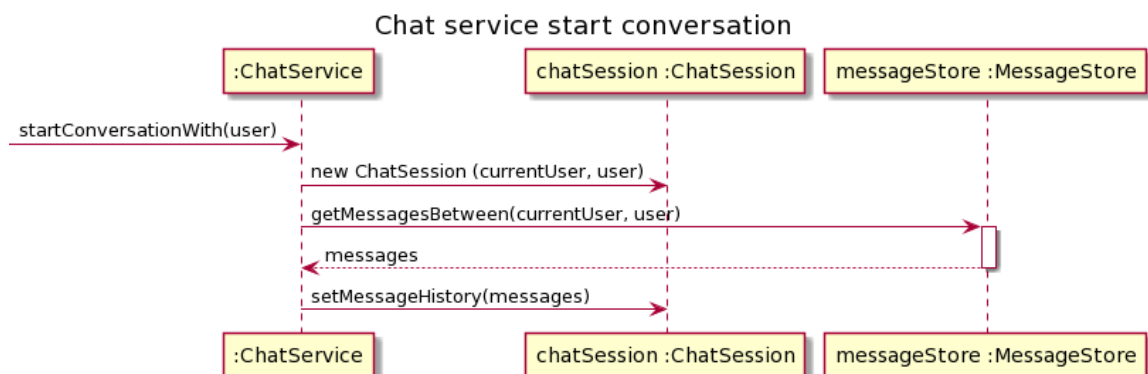 Chat service start conversation
:ChatService
chatSession :ChatSession
messageStore :MessageStore
startConversationWith(user)
new ChatSession (currentUser, user)
getMessagesBetween(currentUser, user)
messages
setMessageHistory(messages)
:ChatService
chatSession :ChatSession
messageStore :MessageStore